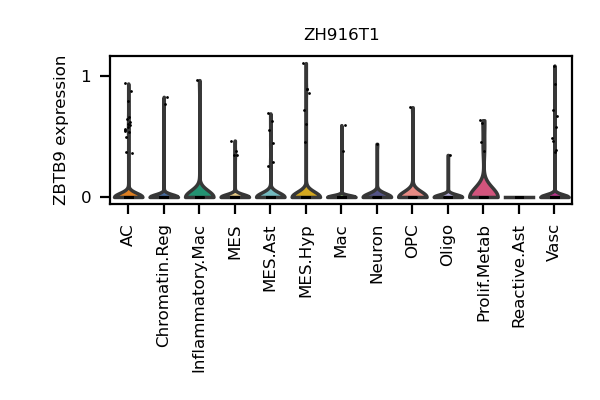 ZH916T1
ZBTB9 expression
1
0
AC
Chromatin.Reg
Inflammatory.Mac
MES
MES.Ast
MES.Hyp
Mac
Neuron
OPC
Oligo
Prolif.Metab
Reactive.Ast
Vasc